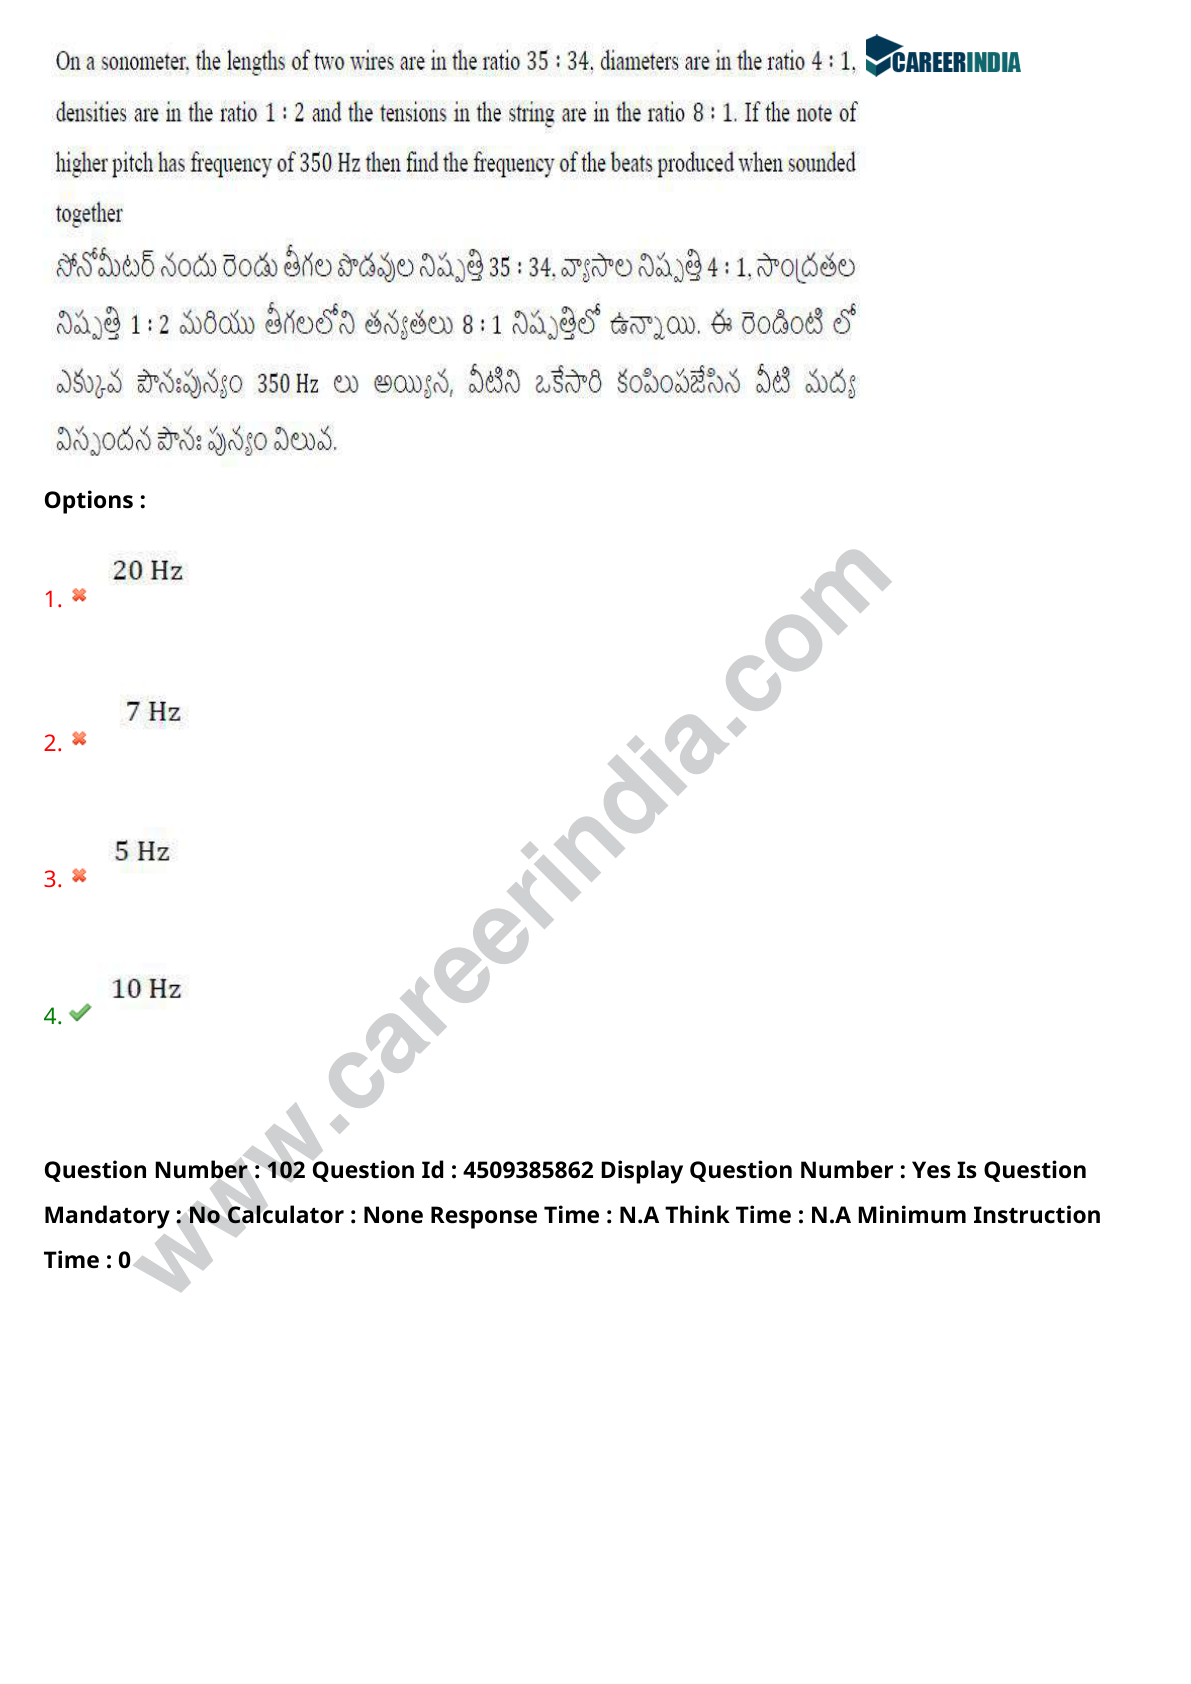 On a sonometer, the lengths of two wires are in the ratio 35 : 34, diameters are in the ratio 4 : 1,
CAREERINDIA
densities are in the ratio 1 : 2 and the tensions in the string are in the ratio 8 : 1. If the note of
higher pitch has frequency of 350 Hz then find the frequency of the beats produced when sounded
together
సోనోమీటర్ నందు రెండు తీగల పొడవుల నిష్పత్తి 35 : 34, వ్యాసాల నిష్పత్తి 4 : 1, సాంద్రతల
నిష్పత్తి 1 : 2 మరియు తీగలలోని తన్యతలు 8 : 1 నిష్పత్తిలో ఉన్నాయి. ఈ రెండింటి లో
ఎక్కువ పౌనఃపున్యం 350 Hz లు అయ్యిన, వీటిని ఒకేసారి కంపింపజేసిన వీటి మద్య
విస్పందన పౌనః పున్యం విలువ.
Options :
20 Hz
1.
7 Hz
2.
5 Hz
3.
10 Hz
4.
www.careerindia.com
Question Number : 102 Question Id : 4509385862 Display Question Number : Yes Is Question
Mandatory : No Calculator : None Response Time : N.A Think Time : N.A Minimum Instruction
Time : 0